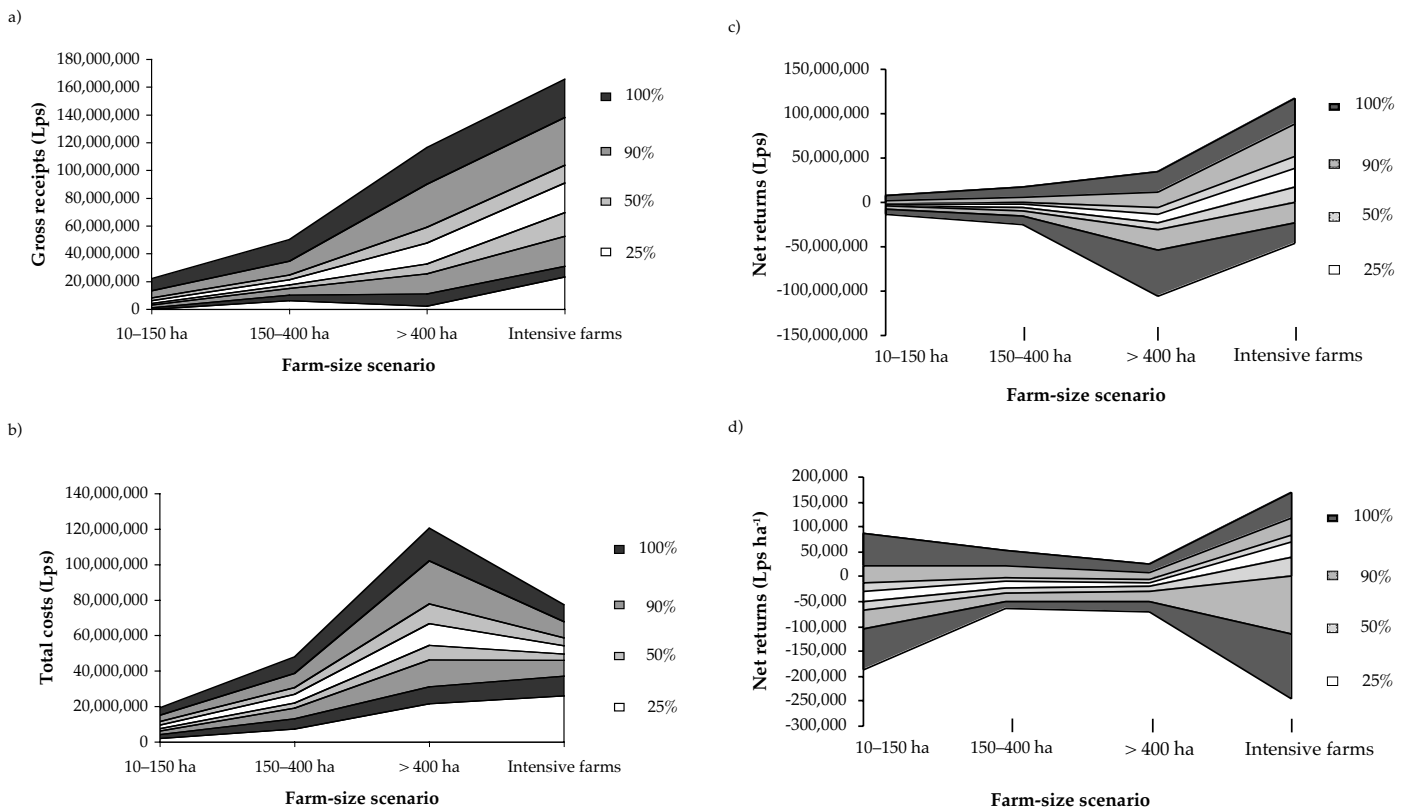 a)
Gross receipts (Lps)
180,000,000
160,000,000
140,000,000
120,000,000
100,000,000
80,000,000
60,000,000
40,000,000
20,000,000
0
10–150 ha
150–400 ha
> 400 ha
Intensive farms
Farm-size scenario
100%
90%
50%
25%
b)
Total costs (Lps)
140,000,000
120,000,000
100,000,000
80,000,000
60,000,000
40,000,000
20,000,000
0
10–150 ha
150–400 ha
> 400 ha
Intensive farms
Farm-size scenario
100%
90%
50%
25%
c)
Net returns (Lps)
150,000,000
100,000,000
50,000,000
0
-50,000,000
-100,000,000
-150,000,000
10–150 ha
150–400 ha
> 400 ha
Intensive farms
Farm-size scenario
100%
90%
50%
25%
d)
Net returns (Lps ha⁻¹)
200,000
150,000
100,000
50,000
0
-50,000
-100,000
-150,000
-200,000
-250,000
-300,000
10–150 ha
150–400 ha
> 400 ha
Intensive farms
Farm-size scenario
100%
90%
50%
25%